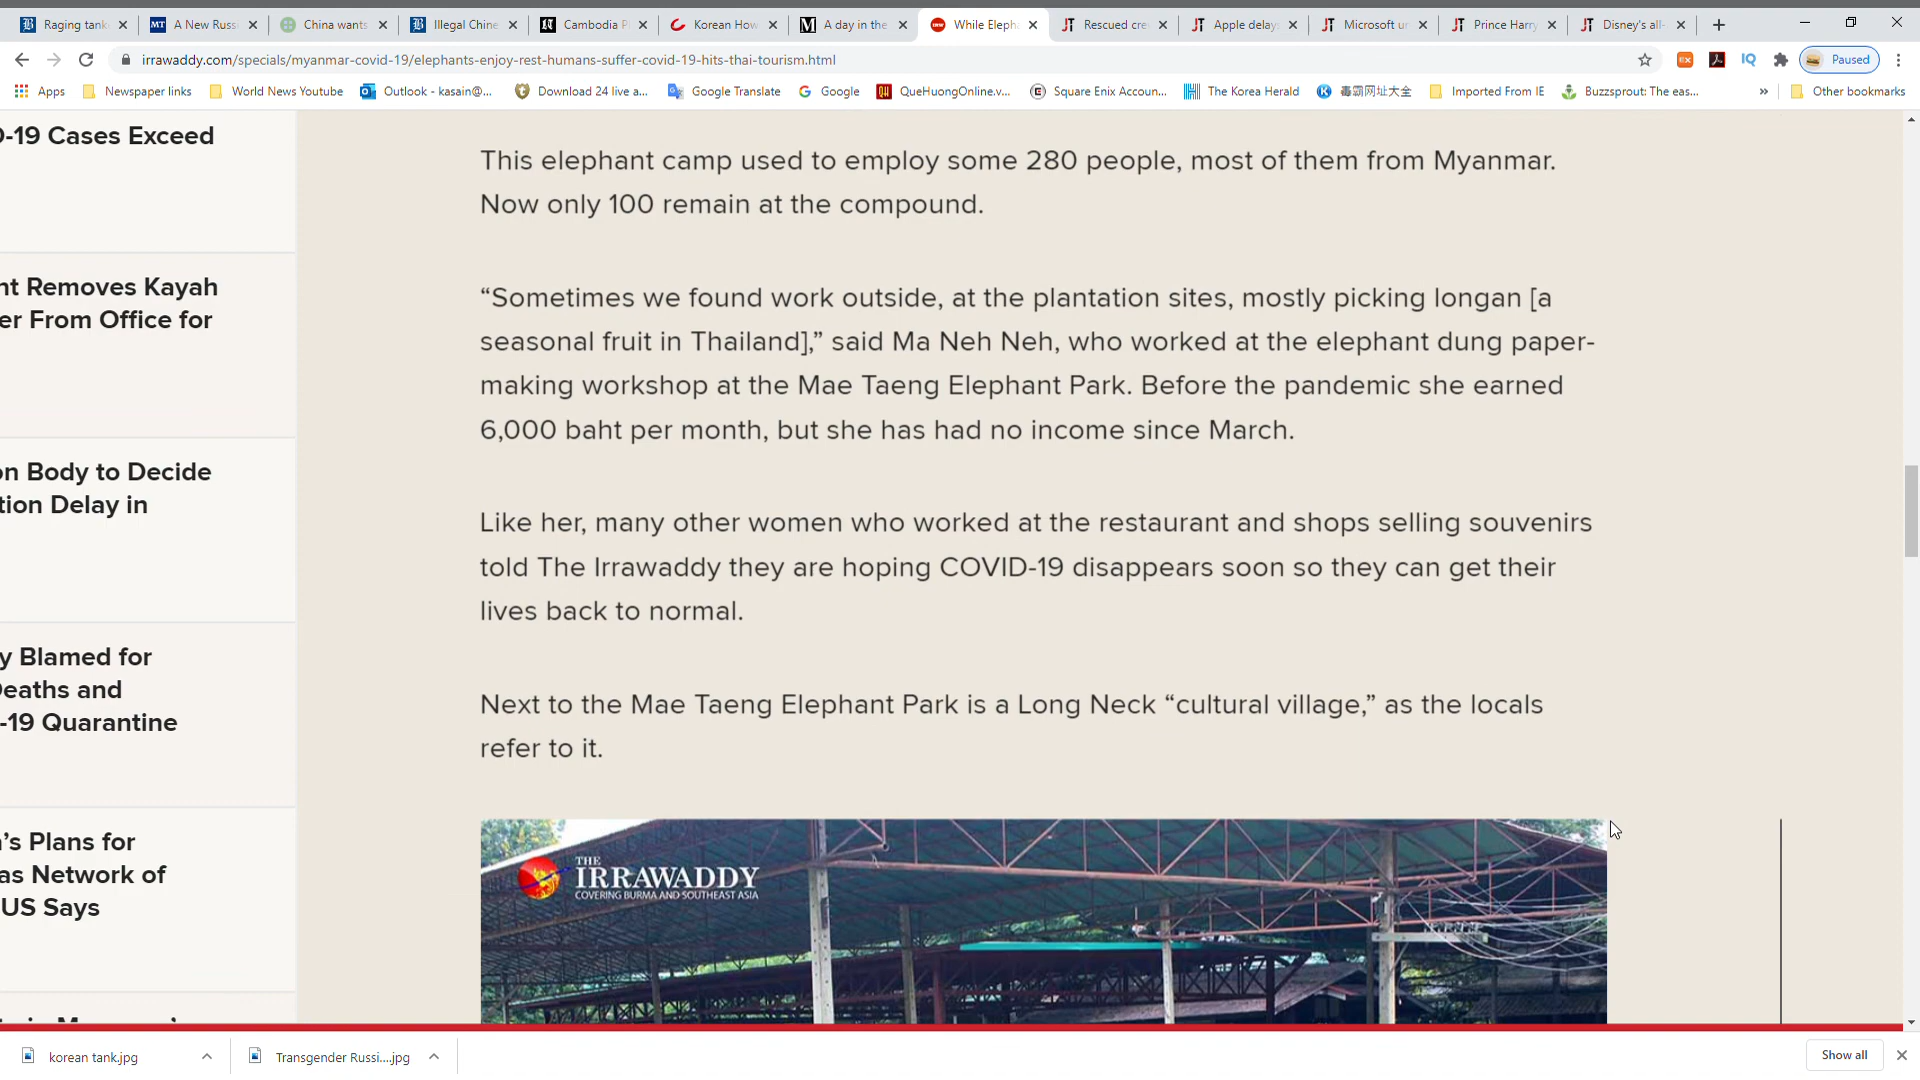 Raging tank
A New Russ
China wants
Illegal Chine
Cambodia P
Korean How
A day in the
While Eleph
Rescued cre
Apple delay
Microsoft u
Prince Harry
Disney's all
irrawaddy.com/specials/myanmar-covid-19/elephants-enjoy-rest-humans-suffer-covid-19-hits-thai-tourism.html
Paused
Apps
Newspaper links
World News Youtube
Outlook - kasain@...
Download 24 live a...
Google Translate
Google
QueHuongOnline.v...
Square Enix Accoun...
The Korea Herald
毒霸网址大全
Imported From IE
Buzzsprout: The eas...
»
Other bookmarks
D-19 Cases Exceed
nt Removes Kayah
er From Office for
on Body to Decide
tion Delay in
y Blamed for
Deaths and
-19 Quarantine
's Plans for
as Network of
US Says
This elephant camp used to employ some 280 people, most of them from Myanmar.
Now only 100 remain at the compound.
“Sometimes we found work outside, at the plantation sites, mostly picking longan [a
seasonal fruit in Thailand],” said Ma Neh Neh, who worked at the elephant dung paper-
making workshop at the Mae Taeng Elephant Park. Before the pandemic she earned
6,000 baht per month, but she has had no income since March.
Like her, many other women who worked at the restaurant and shops selling souvenirs
told The Irrawaddy they are hoping COVID-19 disappears soon so they can get their
lives back to normal.
Next to the Mae Taeng Elephant Park is a Long Neck “cultural village,” as the locals
refer to it.
THE
IRRAWADDY
COVERING BURMA AND SOUTHEAST ASIA
korean tank.jpg
Transgender Russi....jpg
Show all